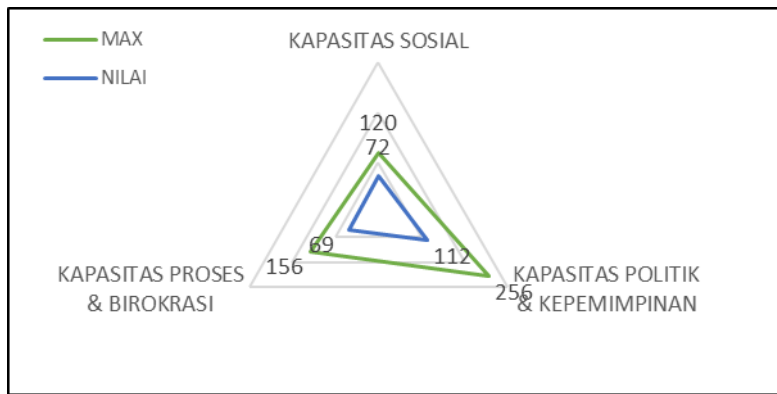 MAX
NILAI
KAPASITAS SOSIAL
120
72
69
156
112
256
KAPASITAS PROSES
& BIROKRASI
KAPASITAS POLITIK
& KEPEMIMPINAN